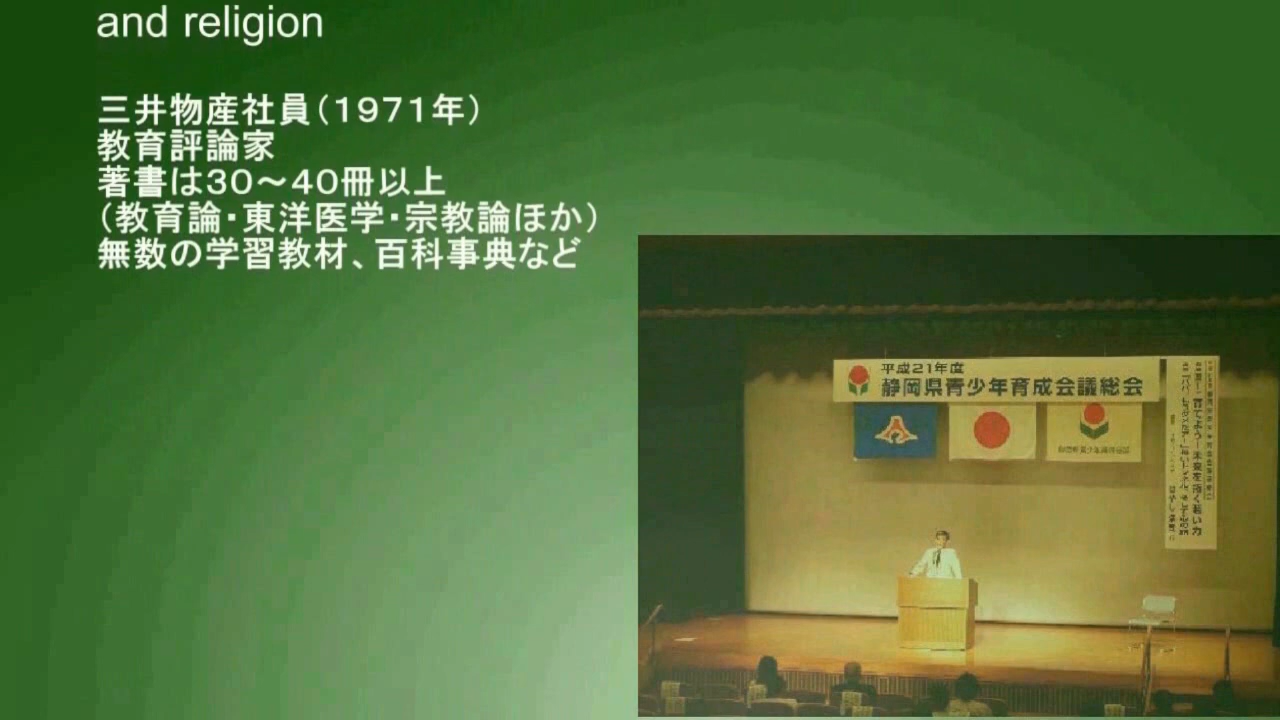 and religion
三井物産社員（１９７１年）
教育評論家
著書は３０～４０冊以上
（教育論・東洋医学・宗教論ほか）
無数の学習教材、百科事典など
平成21年度
静岡県青少年育成会議総会